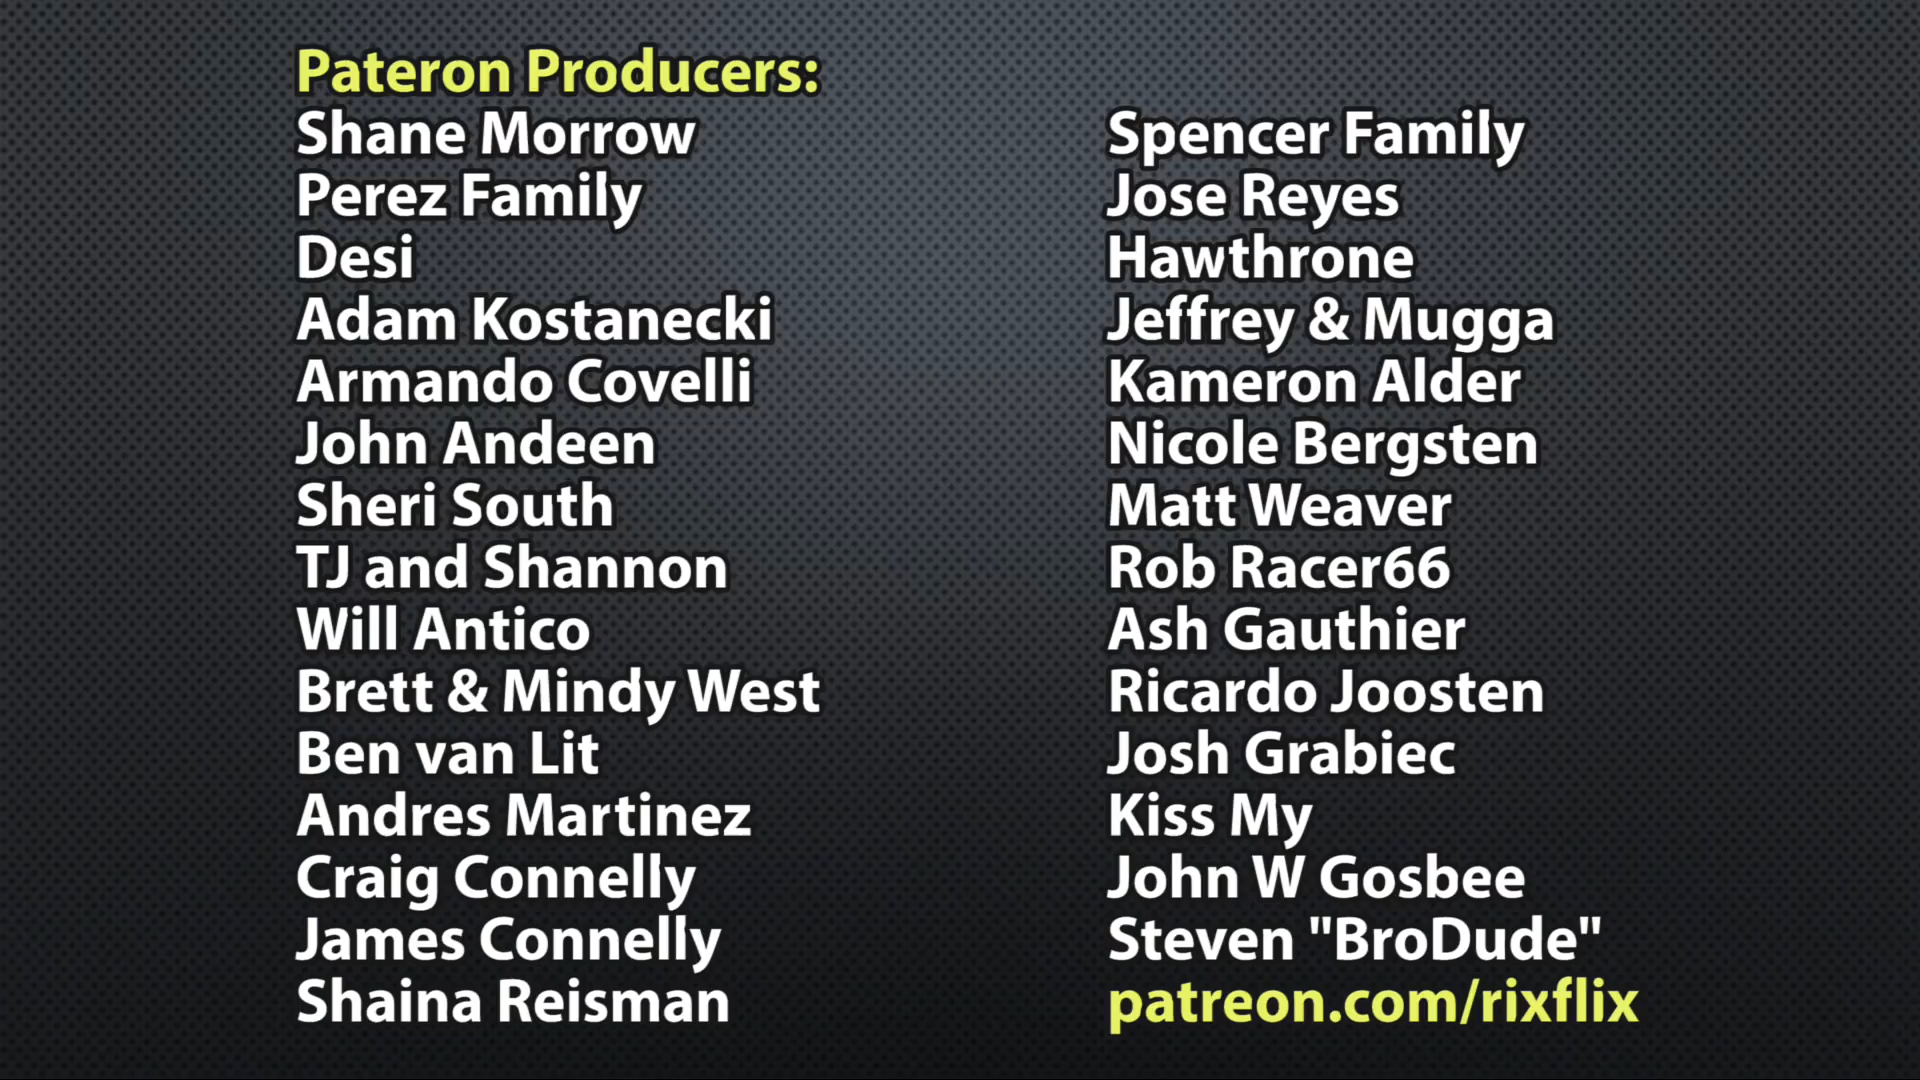 Pateron Producers:
Shane Morrow
Perez Family
Desi
Adam Kostanecki
Armando Covelli
John Andeen
Sheri South
TJ and Shannon
Will Antico
Brett & Mindy West
Ben van Lit
Andres Martinez
Craig Connelly
James Connelly
Shaina Reisman
Spencer Family
Jose Reyes
Hawthrone
Jeffrey & Mugga
Kameron Alder
Nicole Bergsten
Matt Weaver
Rob Racer66
Ash Gauthier
Ricardo Joosten
Josh Grabiec
Kiss My
John W Gosbee
Steven "BroDude"
patreon.com/rixflix